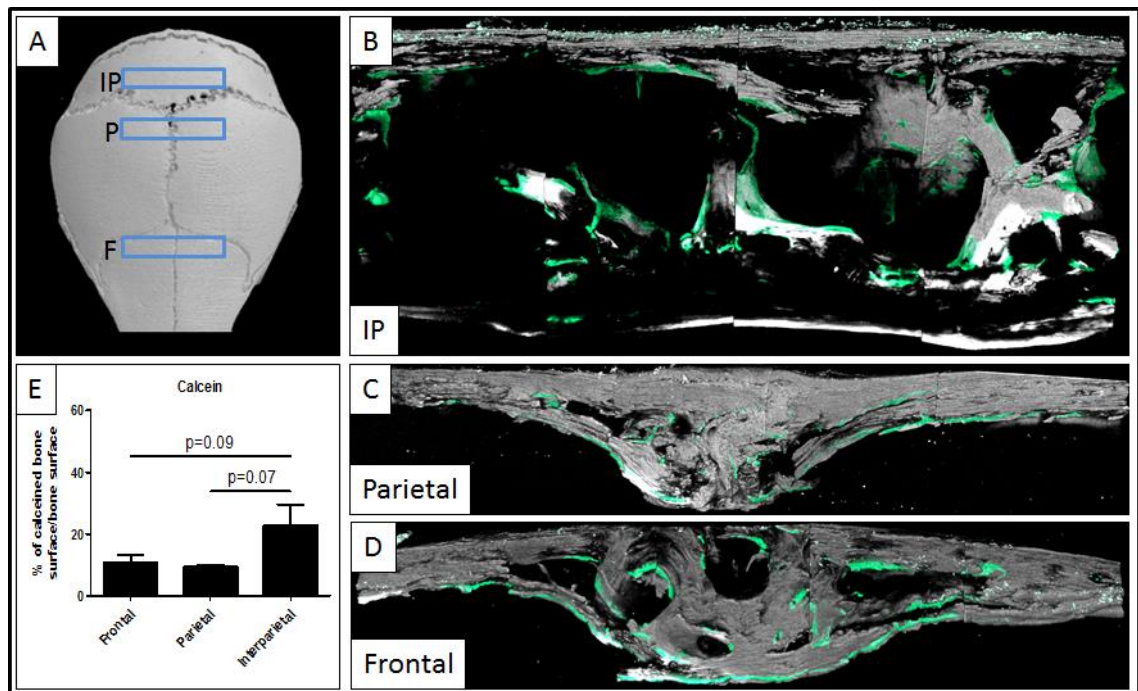 A
IP
P
F
B
IP
E
Calcein
% of calceined bone
surface/bone surface
60
40
20
0
p=0.09
p=0.07
Frontal
Parietal
Interparietal
C
Parietal
D
Frontal